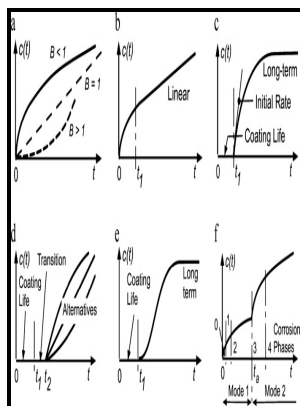 a
c(t)
B < 1
B = 1
B > 1
0
t
b
c(t)
Linear
0
t1
t
c
c(t)
Long-term
Initial Rate
Coating Life
0
t1
t
d
c(t)
Transition
Coating
Life
Alternatives
0
t1
t2
t
e
c(t)
Coating
Life
Long
term
0
t1
t
f
c(t)
0
1
2
3
4
Corrosion
Phases
0
ta
t
Mode 1
Mode 2